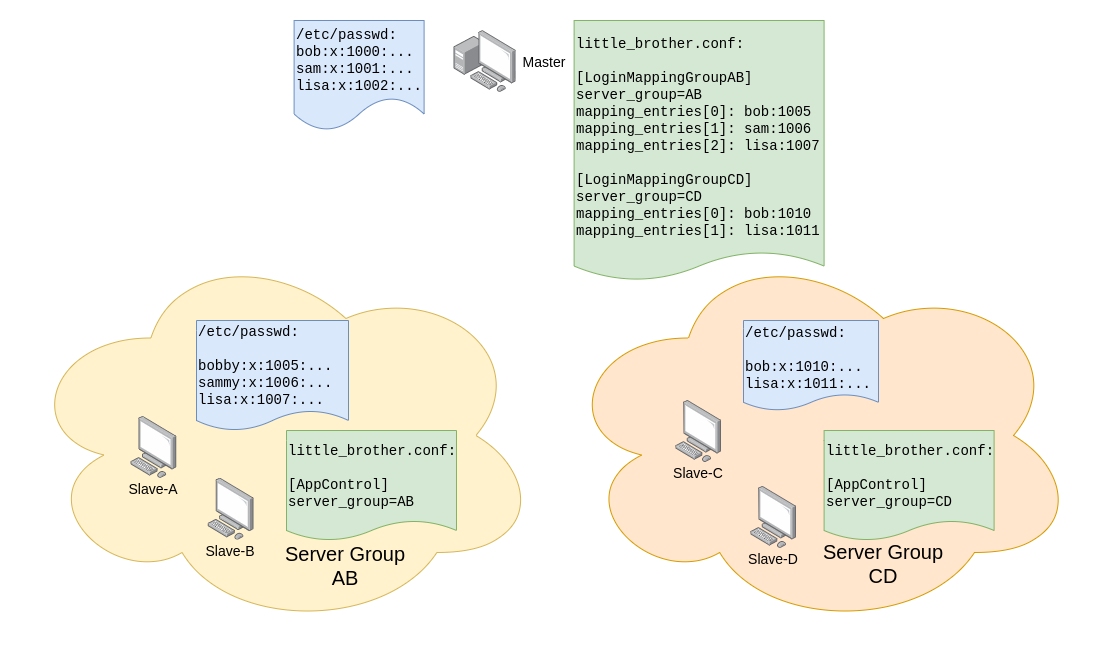 /etc/passwd:
bob:x:1000:...
sam:x:1001:...
lisa:x:1002:...
Master
little_brother.conf:
[LoginMappingGroupAB]
server_group=AB
mapping_entries[0]: bob:1005
mapping_entries[1]: sam:1006
mapping_entries[2]: lisa:1007
[LoginMappingGroupCD]
server_group=CD
mapping_entries[0]: bob:1010
mapping_entries[1]: lisa:1011
/etc/passwd:
bobby:x:1005:...
sammy:x:1006:...
lisa:x:1007:...
Slave-A
Slave-B
little_brother.conf:
[AppControl]
server_group=AB
Server Group
AB
/etc/passwd:
bob:x:1010:...
lisa:x:1011:...
Slave-C
Slave-D
little_brother.conf:
[AppControl]
server_group=CD
Server Group
CD